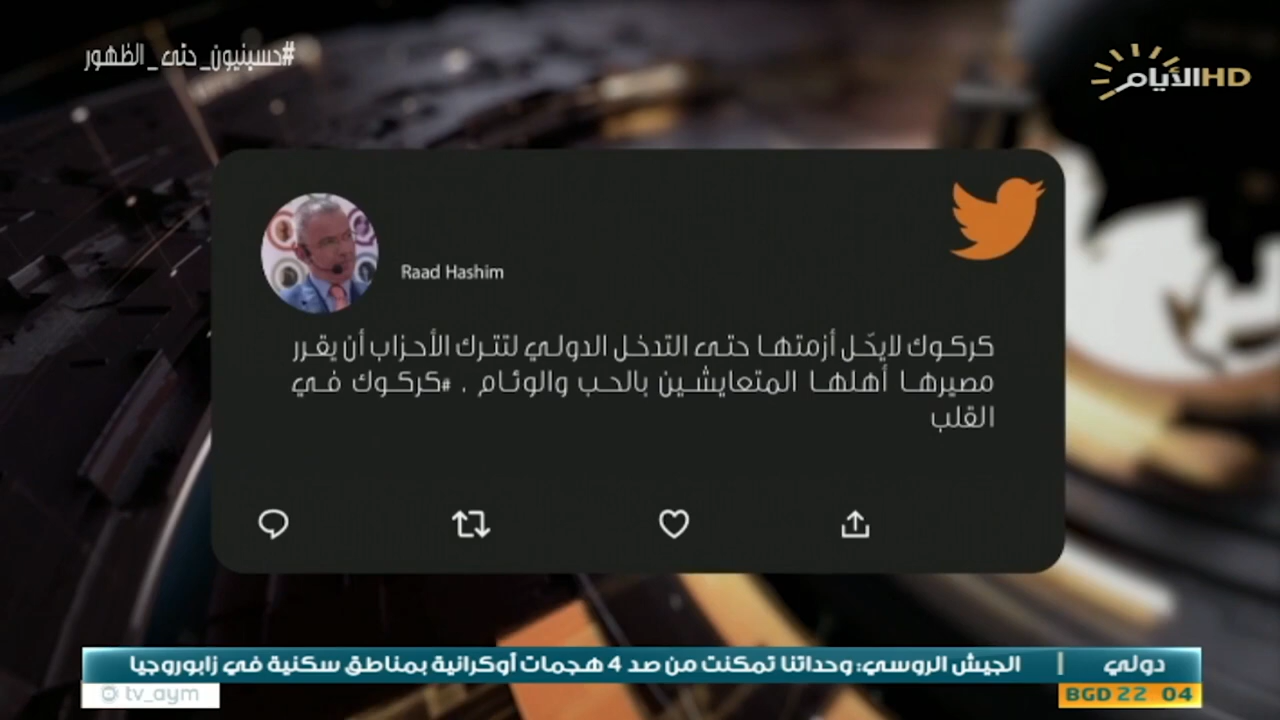 #حسينيون_حتى_الظهور
الأيام HD
Raad Hashim
كركوك لايحَل أزمتها حتى التدخل الدولي لتترك الأحزاب أن يقرر
مصيرها أهلها المتعايشين بالحب والوئام . #كركوك في
القلب
دولي | الجيش الروسي: وحداتنا تمكنت من صد 4 هجمات أوكرانية بمناطق سكنية في زابوروجيا
tv_aym
BGD 22 04